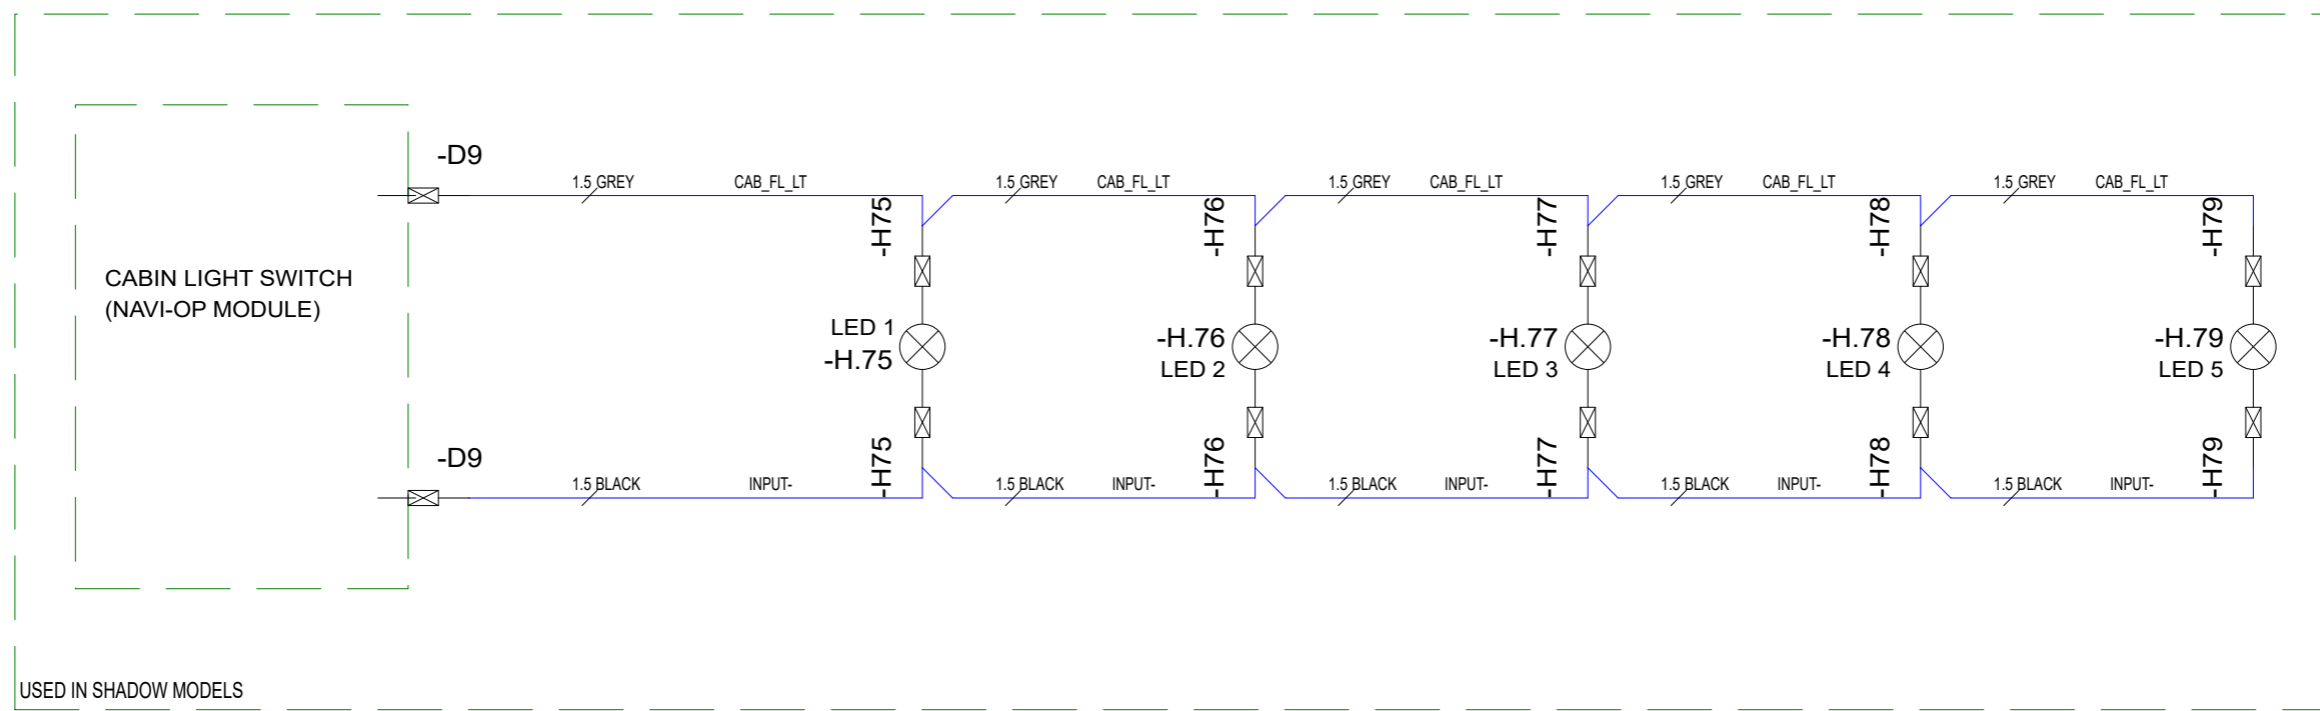 -D9
1.5 GREY
CAB_FL_LT
1.5 GREY
CAB_FL_LT
1.5 GREY
CAB_FL_LT
1.5 GREY
CAB_FL_LT
1.5 GREY
CAB_FL_LT
-H75
-H76
-H77
-H78
-H79
CABIN LIGHT SWITCH
(NAVI-OP MODULE)
LED 1
-H.75
-H.76
LED 2
-H.77
LED 3
-H.78
LED 4
-H.79
LED 5
-D9
-H75
-H76
-H77
-H78
-H79
1.5 BLACK
INPUT-
1.5 BLACK
INPUT-
1.5 BLACK
INPUT-
1.5 BLACK
INPUT-
1.5 BLACK
INPUT-
USED IN SHADOW MODELS